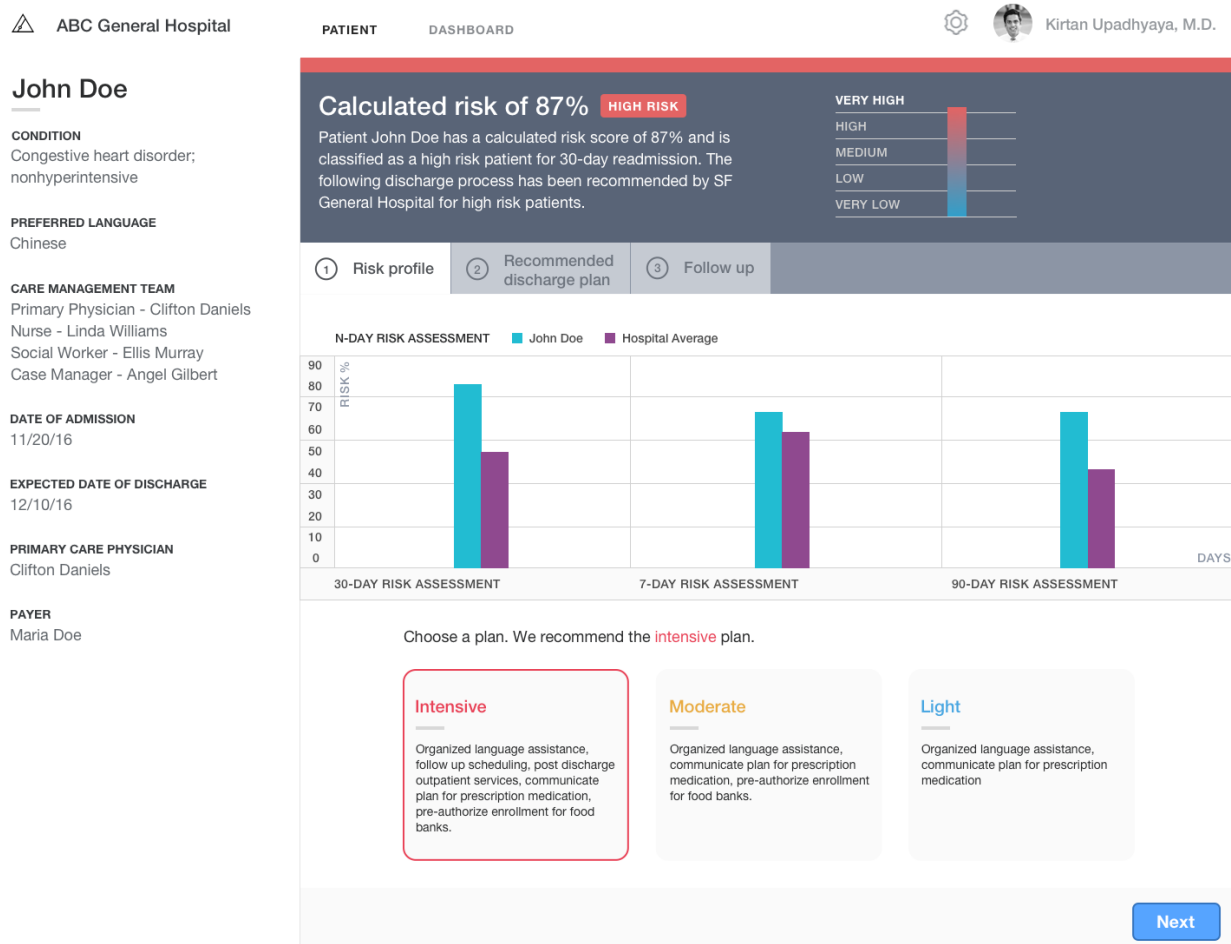 ABC General Hospital
PATIENT
DASHBOARD
Kirtan Upadhyaya, M.D.
John Doe
CONDITION
Congestive heart disorder;
nonhyperintensive
PREFERRED LANGUAGE
Chinese
CARE MANAGEMENT TEAM
Primary Physician - Clifton Daniels
Nurse - Linda Williams
Social Worker - Ellis Murray
Case Manager - Angel Gilbert
DATE OF ADMISSION
11/20/16
EXPECTED DATE OF DISCHARGE
12/10/16
PRIMARY CARE PHYSICIAN
Clifton Daniels
PAYER
Maria Doe
Calculated risk of 87% HIGH RISK
Patient John Doe has a calculated risk score of 87% and is
classified as a high risk patient for 30-day readmission. The
following discharge process has been recommended by SF
General Hospital for high risk patients.
VERY HIGH
HIGH
MEDIUM
LOW
VERY LOW
1 Risk profile
2 Recommended
discharge plan
3 Follow up
N-DAY RISK ASSESSMENT John Doe Hospital Average
90
80
70
60
50
40
30
20
10
0
RISK %
DAYS
30-DAY RISK ASSESSMENT
7-DAY RISK ASSESSMENT
90-DAY RISK ASSESSMENT
Choose a plan. We recommend the intensive plan.
Intensive
Organized language assistance,
follow up scheduling, post discharge
outpatient services, communicate
plan for prescription medication,
pre-authorize enrollment for food
banks.
Moderate
Organized language assistance,
communicate plan for prescription
medication, pre-authorize enrollment
for food banks.
Light
Organized language assistance,
communicate plan for prescription
medication
Next